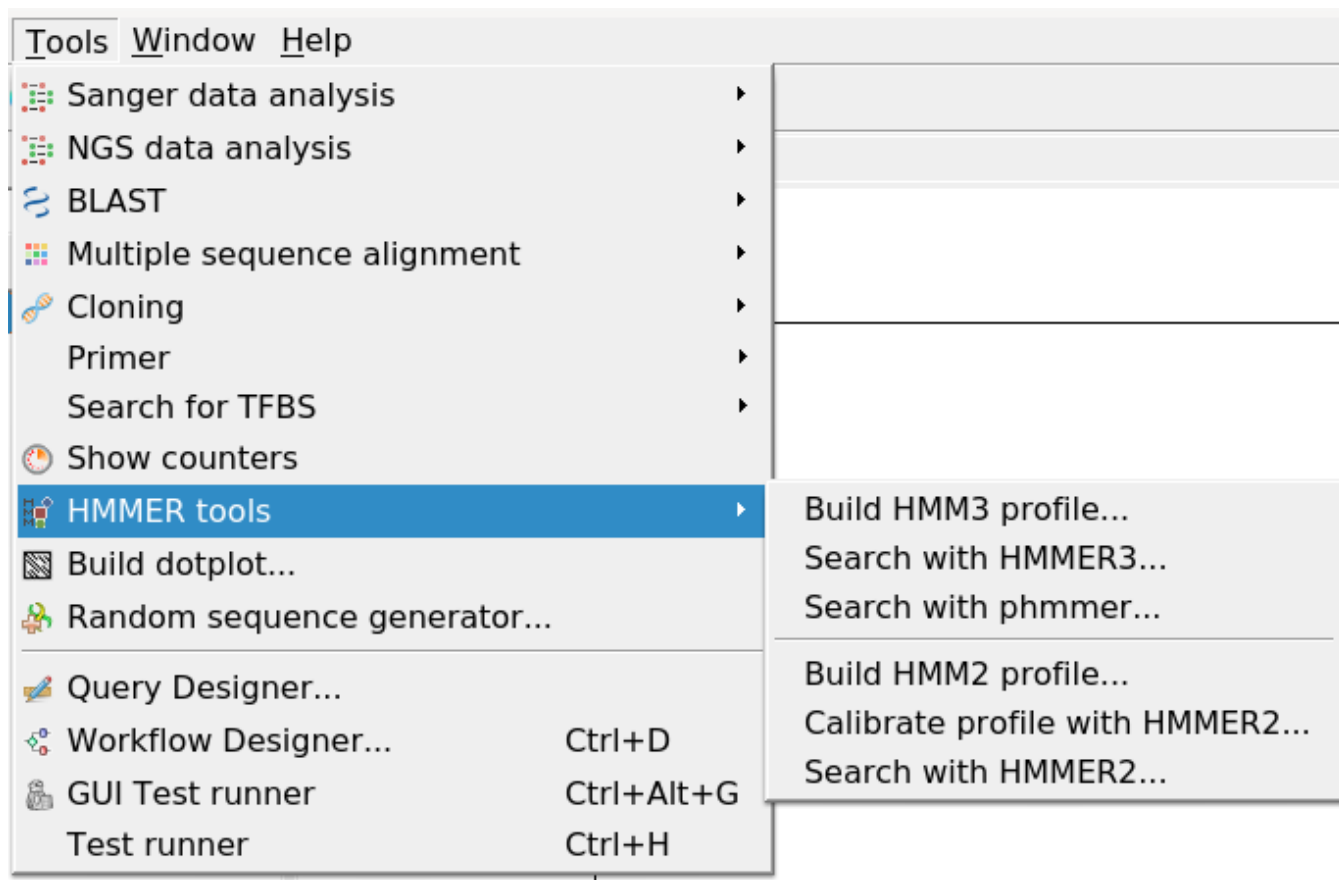 Tools Window Help
Sanger data analysis
NGS data analysis
BLAST
Multiple sequence alignment
Cloning
Primer
Search for TFBS
Show counters
HMMER tools
Build dotplot...
Random sequence generator...
Query Designer...
Workflow Designer... Ctrl+D
GUI Test runner Ctrl+Alt+G
Test runner Ctrl+H
Build HMM3 profile...
Search with HMMER3...
Search with phmmer...
Build HMM2 profile...
Calibrate profile with HMMER2...
Search with HMMER2...